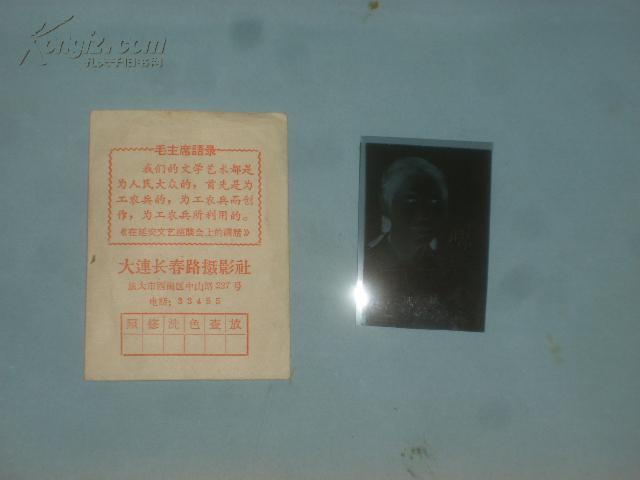 Kongfz.com
孔夫子旧书网
毛主席語录
我们的文学艺术都是
为人民大众的，首先是为
工农兵的，为工农兵而创
作，为工农兵所利用的。
《在延安文艺座談会上的講話》
大連长春路摄影社
旅大市西崗区中山路237号
电話：33455
照 修 洗 色 查 放